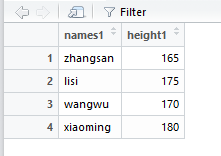 Filter
names1 height1
1 zhangsan 165
2 lisi 175
3 wangwu 170
4 xiaoming 180